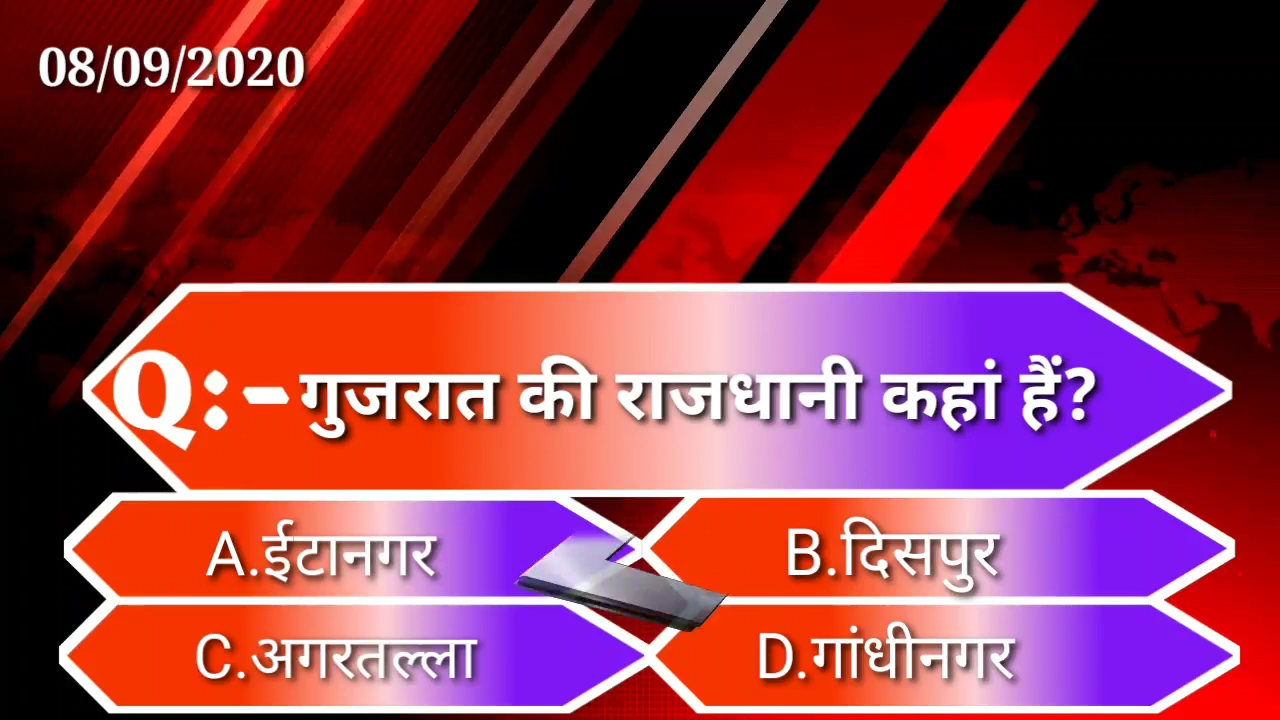 08/09/2020
Q:-गुजरात की राजधानी कहां हैं?
A.ईटानगर
B.दिसपुर
C.अगरतल्ला
D.गांधीनगर